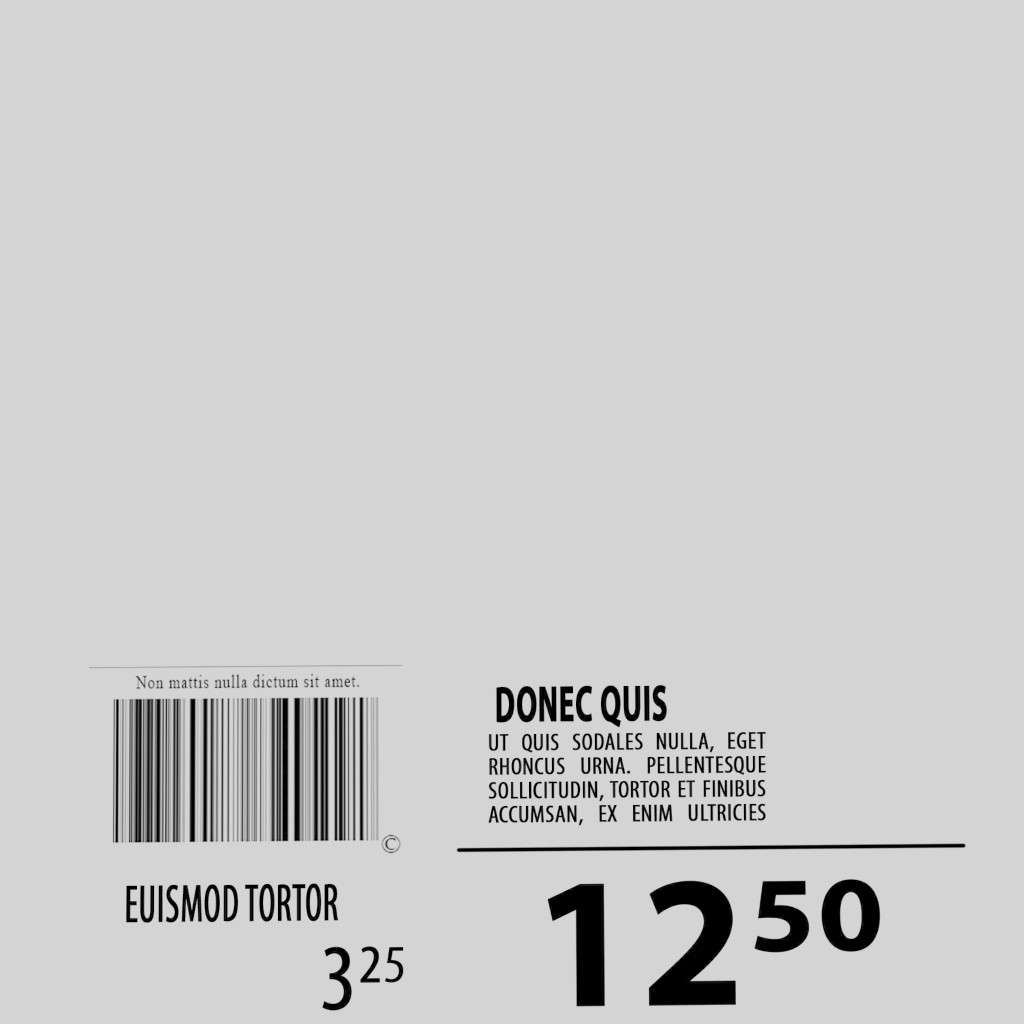 Non mattis nulla dictum sit amet.
©
EUISMOD TORTOR
3 25
DONEC QUIS
UT QUIS SODALES NULLA, EGET
RHONCUS URNA. PELLENTESQUE
SOLLICITUDIN, TORTOR ET FINIBUS
ACCUMSAN, EX ENIM ULTRICIES
12 50